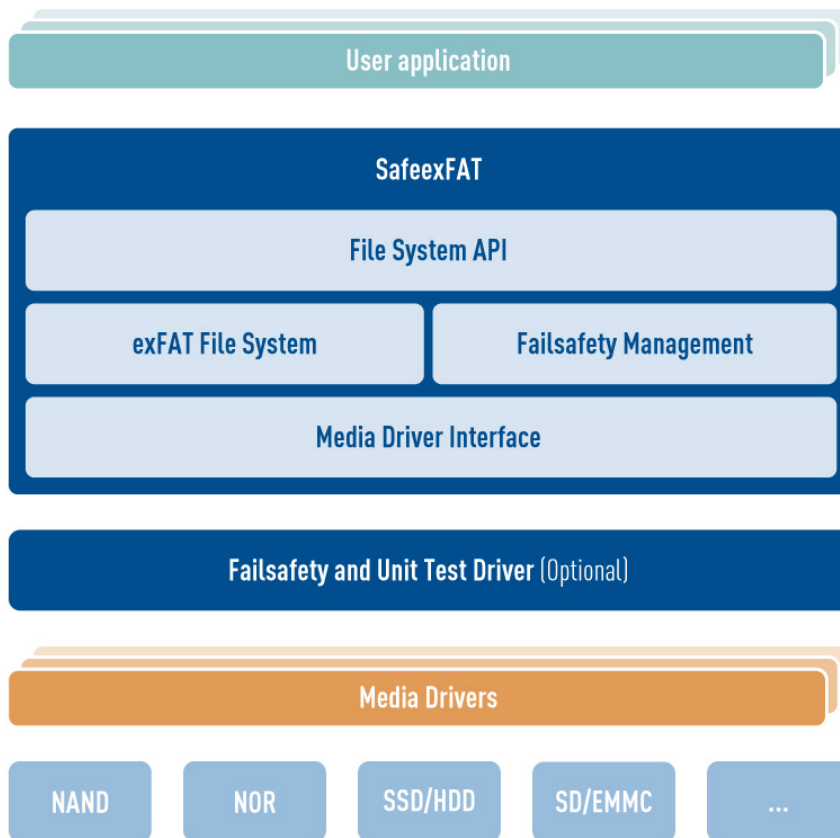 User application
SafeexFAT
File System API
exFAT File System
Failsafety Management
Media Driver Interface
Failsafety and Unit Test Driver (Optional)
Media Drivers
NAND
NOR
SSD/HDD
SD/EMMC
...